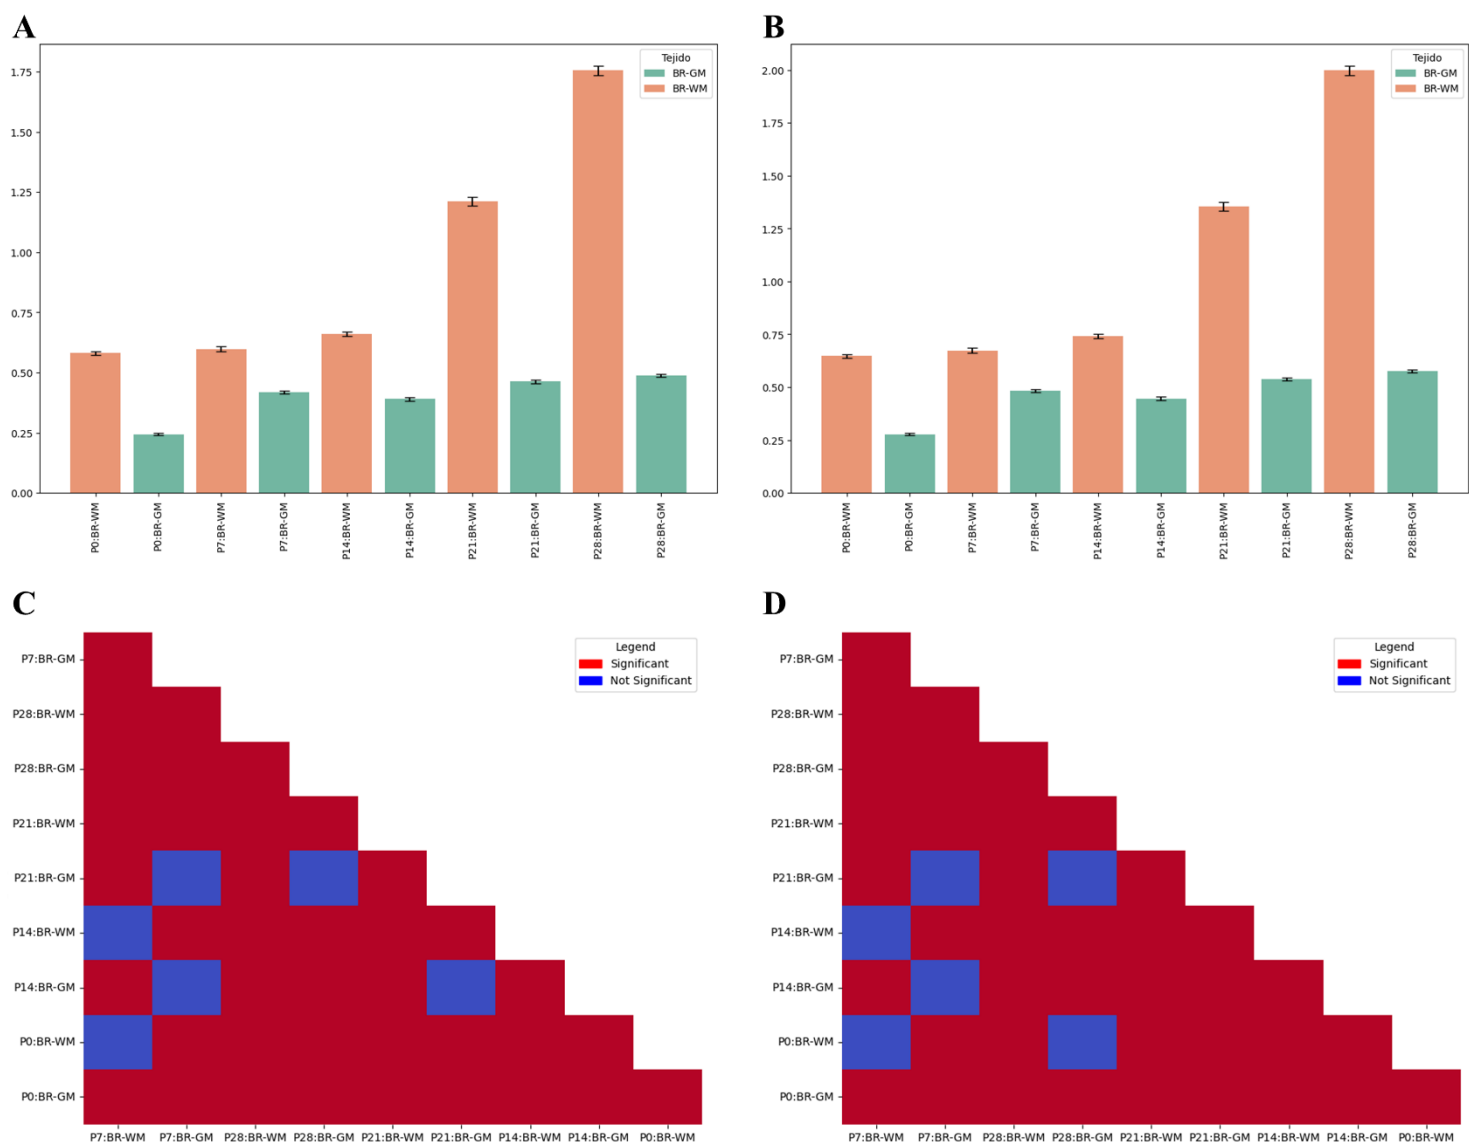 A
1.75
1.50
1.25
1.00
0.75
0.50
0.25
0.00
Tejido
BR-GM
BR-WM
P0:BR-WM
P0:BR-GM
P7:BR-WM
P7:BR-GM
P14:BR-WM
P14:BR-GM
P21:BR-WM
P21:BR-GM
P28:BR-WM
P28:BR-GM
B
2.00
1.75
1.50
1.25
1.00
0.75
0.50
0.25
0.00
Tejido
BR-GM
BR-WM
P0:BR-WM
P0:BR-GM
P7:BR-WM
P7:BR-GM
P14:BR-WM
P14:BR-GM
P21:BR-WM
P21:BR-GM
P28:BR-WM
P28:BR-GM
C
Legend
Significant
Not Significant
P7:BR-GM
P28:BR-WM
P28:BR-GM
P21:BR-WM
P21:BR-GM
P14:BR-WM
P14:BR-GM
P0:BR-WM
P0:BR-GM
P7:BR-WM P7:BR-GM P28:BR-WM P28:BR-GM P21:BR-WM P21:BR-GM P14:BR-WM P14:BR-GM P0:BR-WM
D
Legend
Significant
Not Significant
P7:BR-GM
P28:BR-WM
P28:BR-GM
P21:BR-WM
P21:BR-GM
P14:BR-WM
P14:BR-GM
P0:BR-WM
P0:BR-GM
P7:BR-WM P7:BR-GM P28:BR-WM P28:BR-GM P21:BR-WM P21:BR-GM P14:BR-WM P14:BR-GM P0:BR-WM